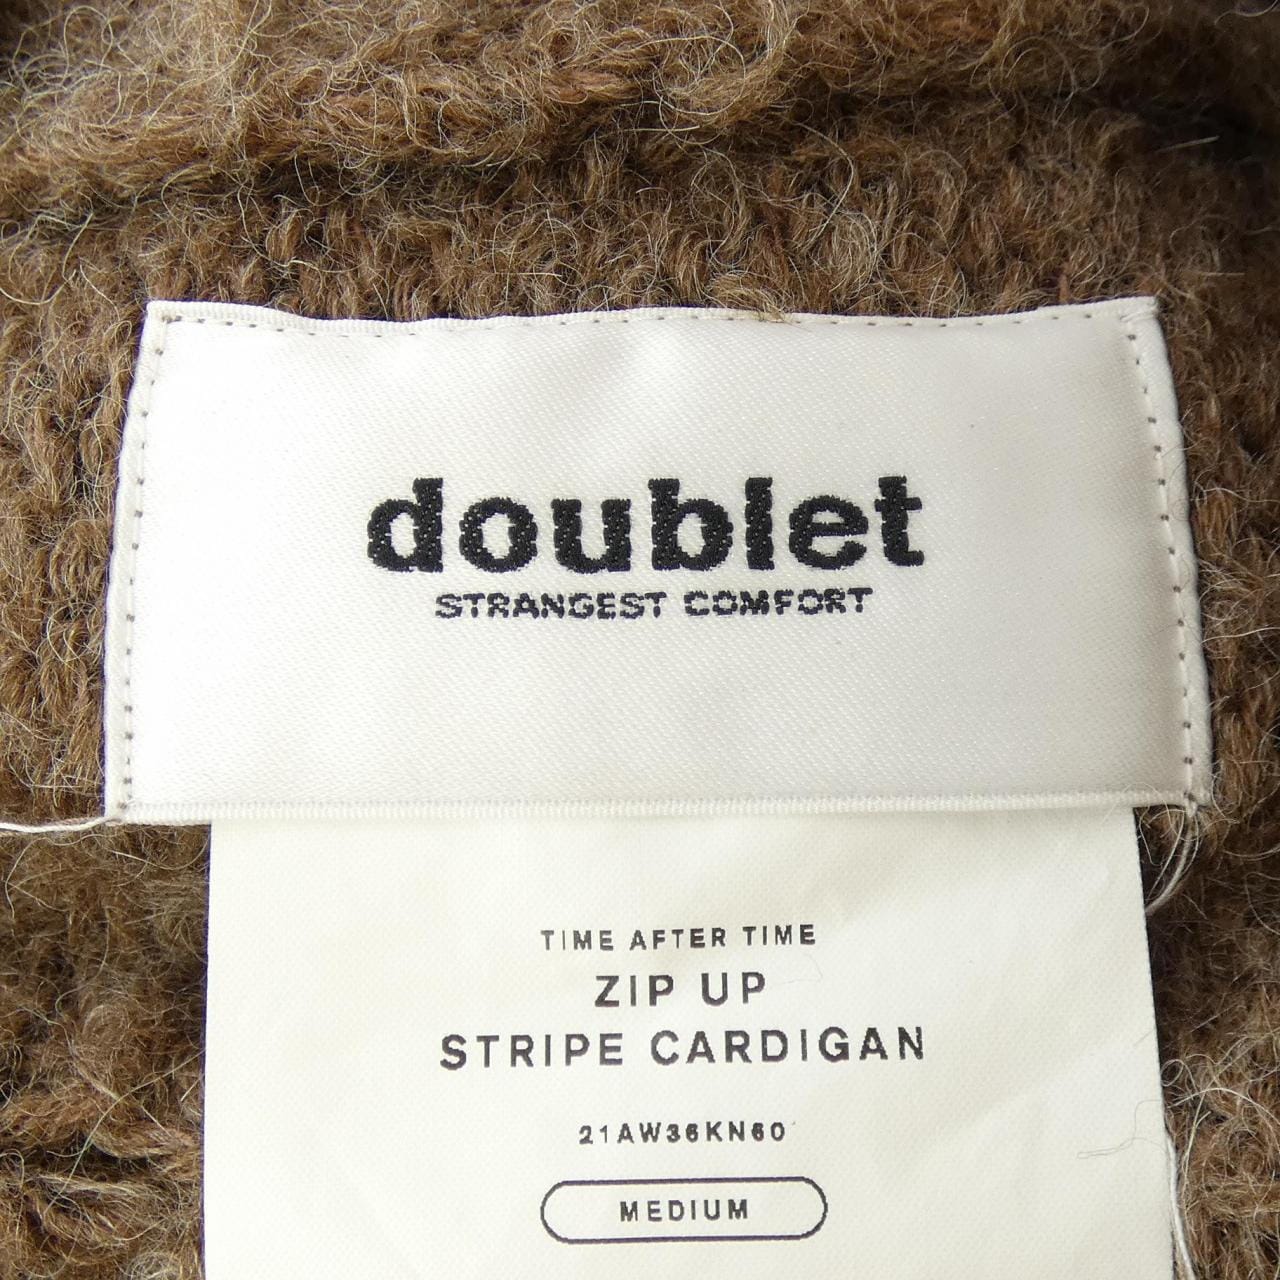 doublet
STRANGEST COMFORT
TIME AFTER TIME
ZIP UP
STRIPE CARDIGAN
21AW36KN60
MEDIUM